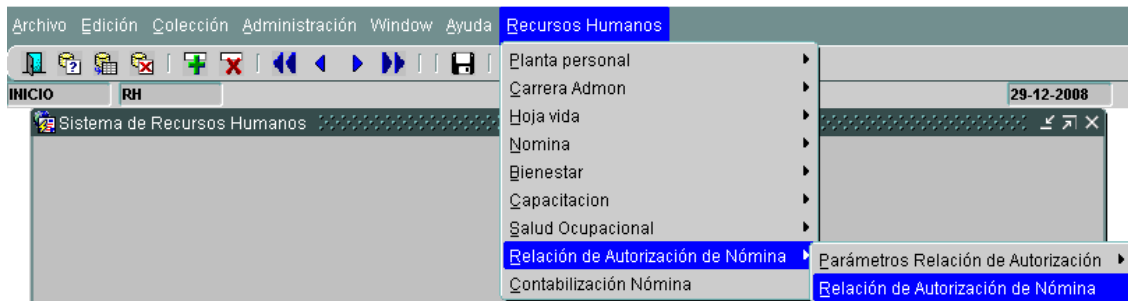 Archivo Edición Colección Administración Window Ayuda Recursos Humanos
INICIO RH 29-12-2008
Sistema de Recursos Humanos
Planta personal
Carrera Admon
Hoja vida
Nomina
Bienestar
Capacitacion
Salud Ocupacional
Relación de Autorización de Nómina
Contabilización Nómina
Parámetros Relación de Autorización
Relación de Autorización de Nómina